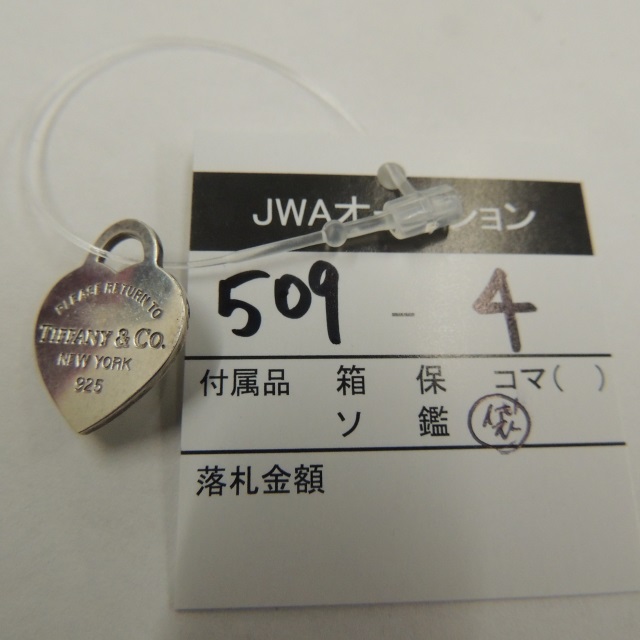 PLEASE RETURN TO
TIFFANY & CO.
NEW YORK
925
JWAオ ション
509 - 4
付属品 箱 保 コマ( )
ソ 鑑 袋
落札金額